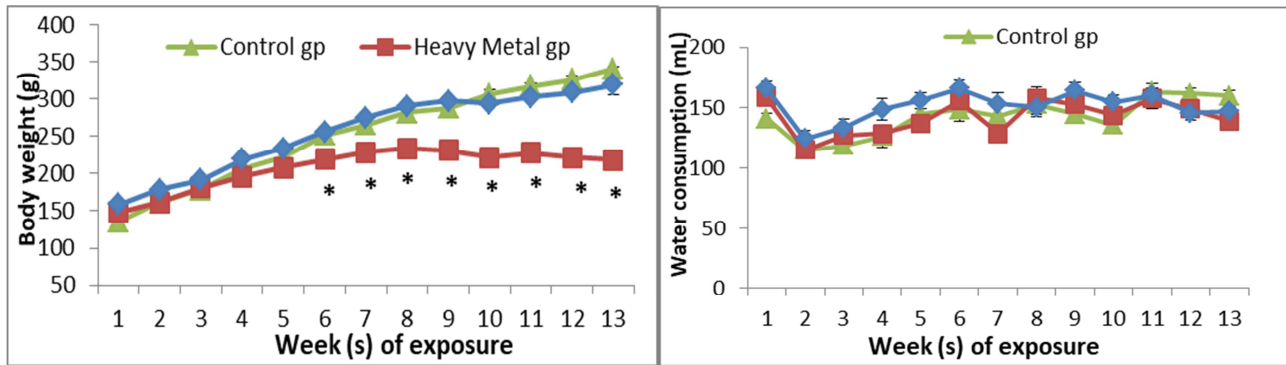 Body weight (g)
400
350
300
250
200
150
100
50
Control gp
Heavy Metal gp
* * * * * * * *
1 2 3 4 5 6 7 8 9 10 11 12 13
Week (s) of exposure
Water consumption (mL)
200
150
100
50
0
Control gp
1 2 3 4 5 6 7 8 9 10 11 12 13
Week (s) of exposure